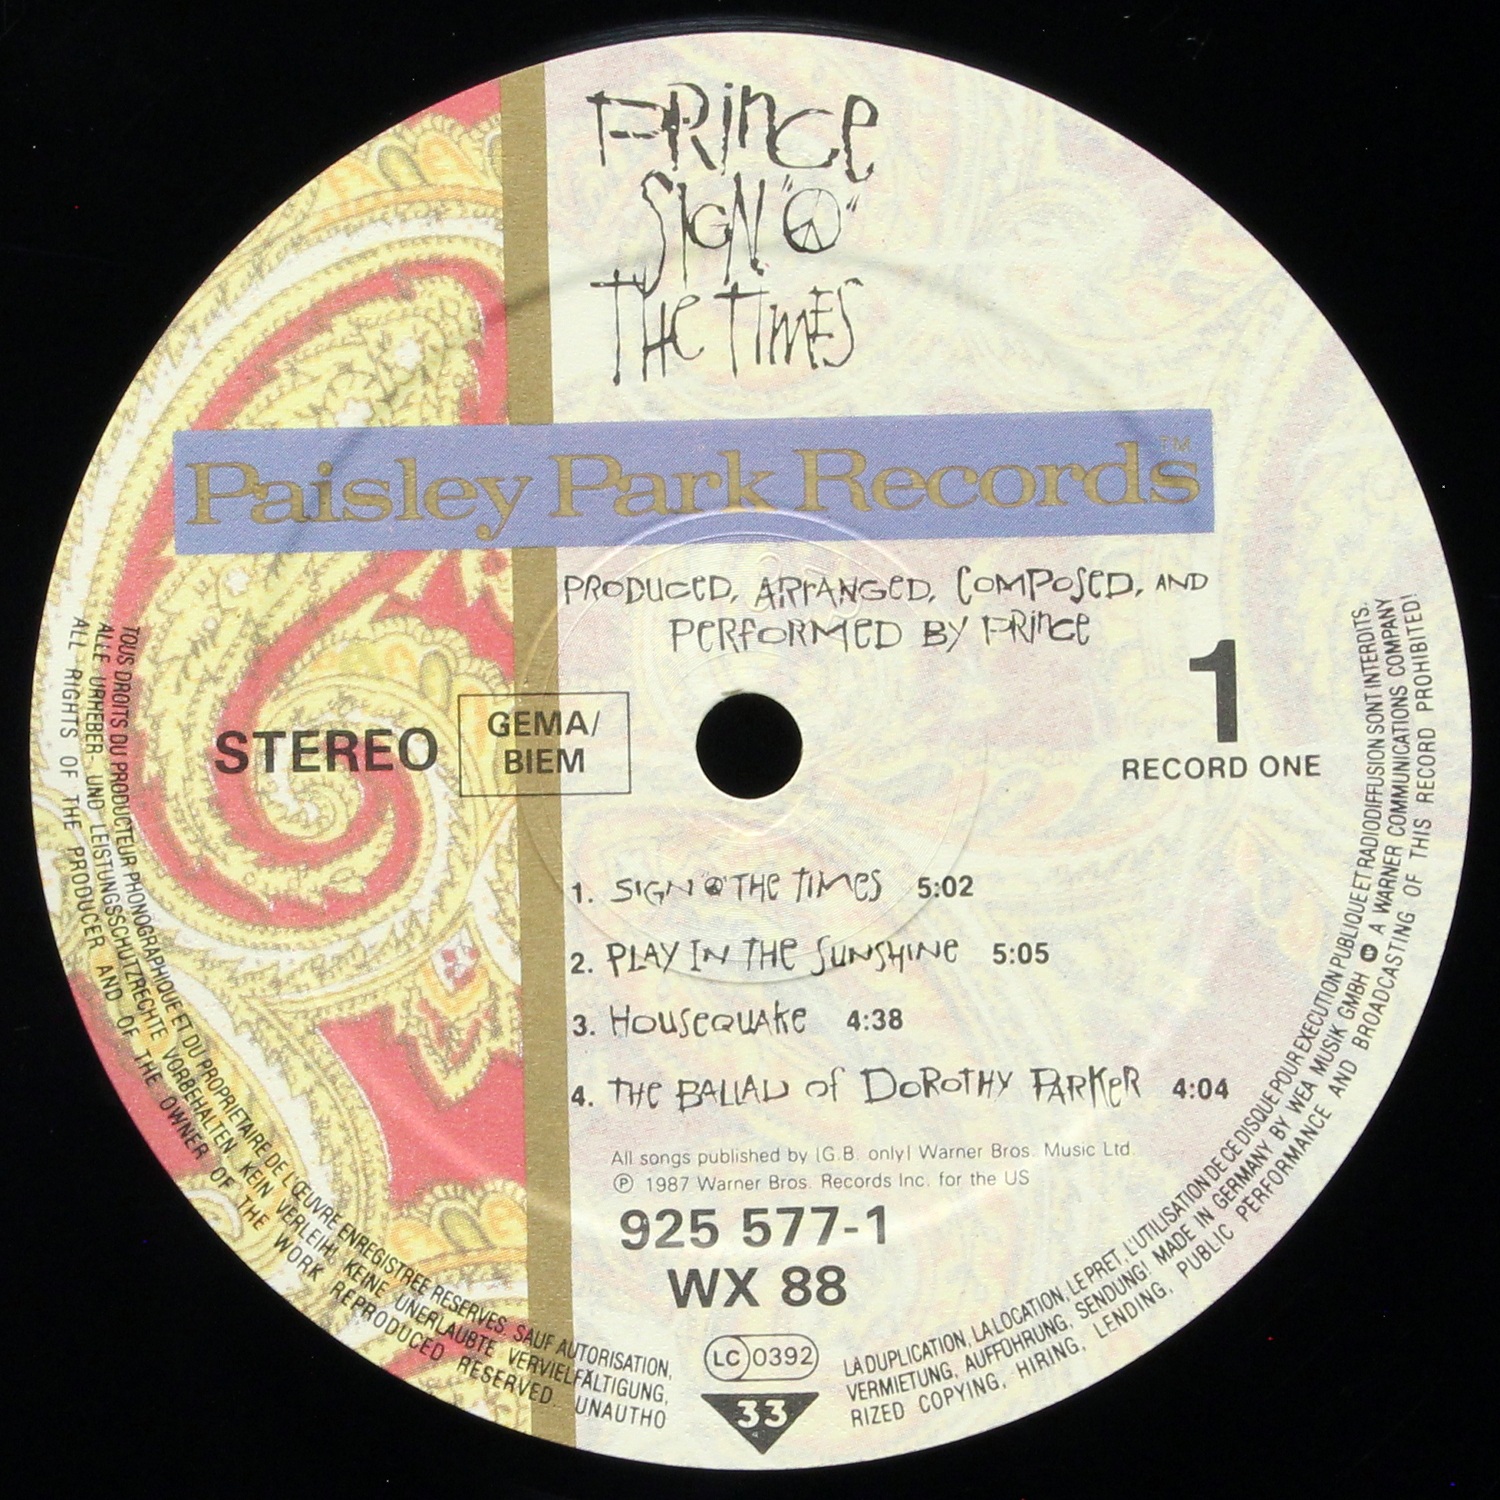 PRINCE
SIGN "☮"
THE TIMES
Paisley Park Records™
PRODUCED, ARRANGED, COMPOSED, AND
PERFORMED BY PRINCE
1
RECORD ONE
STEREO
GEMA/
BIEM
1. SIGN "☮" THE TIMES 5:02
2. PLAY IN THE SUNSHINE 5:05
3. HOUSEQUAKE 4:38
4. THE BALLAD OF DOROTHY PARKER 4:04
All songs published by (G.B. only) Warner Bros. Music Ltd.
℗ 1987 Warner Bros. Records Inc. for the US
925 577-1
WX 88
LC 0392
33
TOUS DROITS DU PRODUCTEUR PHONOGRAPHIQUE ET DU PROPRIETAIRE DE L'ŒUVRE ENREGISTREE RESERVES. SAUF AUTORISATION, LA DUPLICATION, LA LOCATION, LE PRET, L'UTILISATION DE CE DISQUE POUR EXECUTION PUBLIQUE ET RADIODIFFUSION SONT INTERDITS.
ALLE URHEBER- UND LEISTUNGSSCHUTZRECHTE VORBEHALTEN. KEIN VERLEIH! KEINE UNERLAUBTE VERVIELFÄLTIGUNG, VERMIETUNG, AUFFÜHRUNG, SENDUNG! MADE IN GERMANY BY WEA MUSIK GMBH A WARNER COMMUNICATIONS COMPANY
ALL RIGHTS OF THE PRODUCER AND OF THE OWNER OF THE WORK REPRODUCED RESERVED. UNAUTHORIZED COPYING, HIRING, LENDING, PUBLIC PERFORMANCE AND BROADCASTING OF THIS RECORD PROHIBITED!